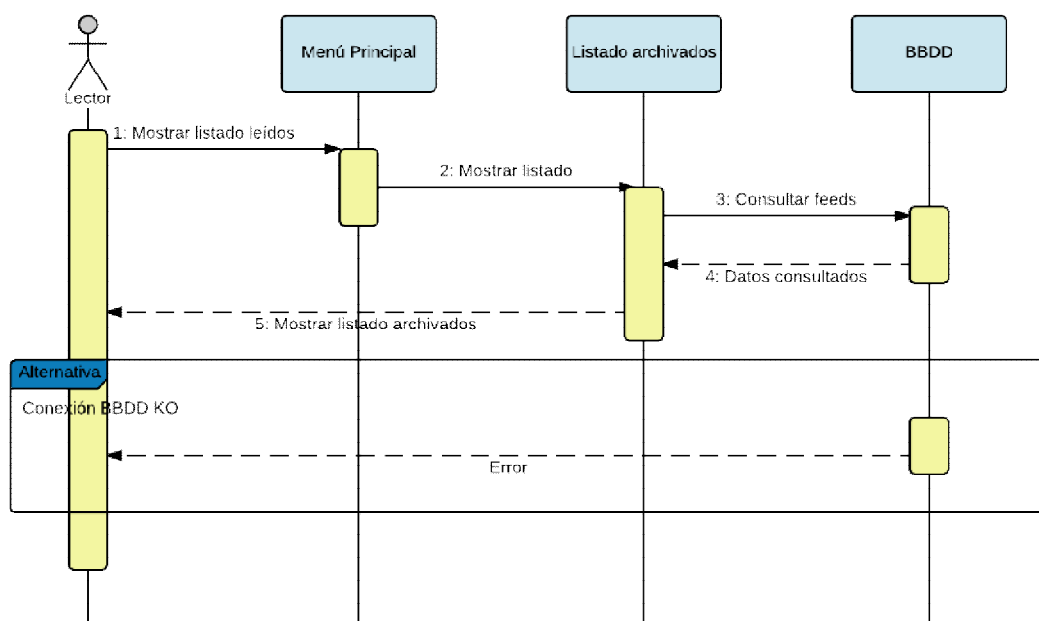 Lector
Menú Principal
Listado archivados
BBDD
1: Mostrar listado leídos
2: Mostrar listado
3: Consultar feeds
4: Datos consultados
5: Mostrar listado archivados
Alternativa
Conexión BBDD KO
Error